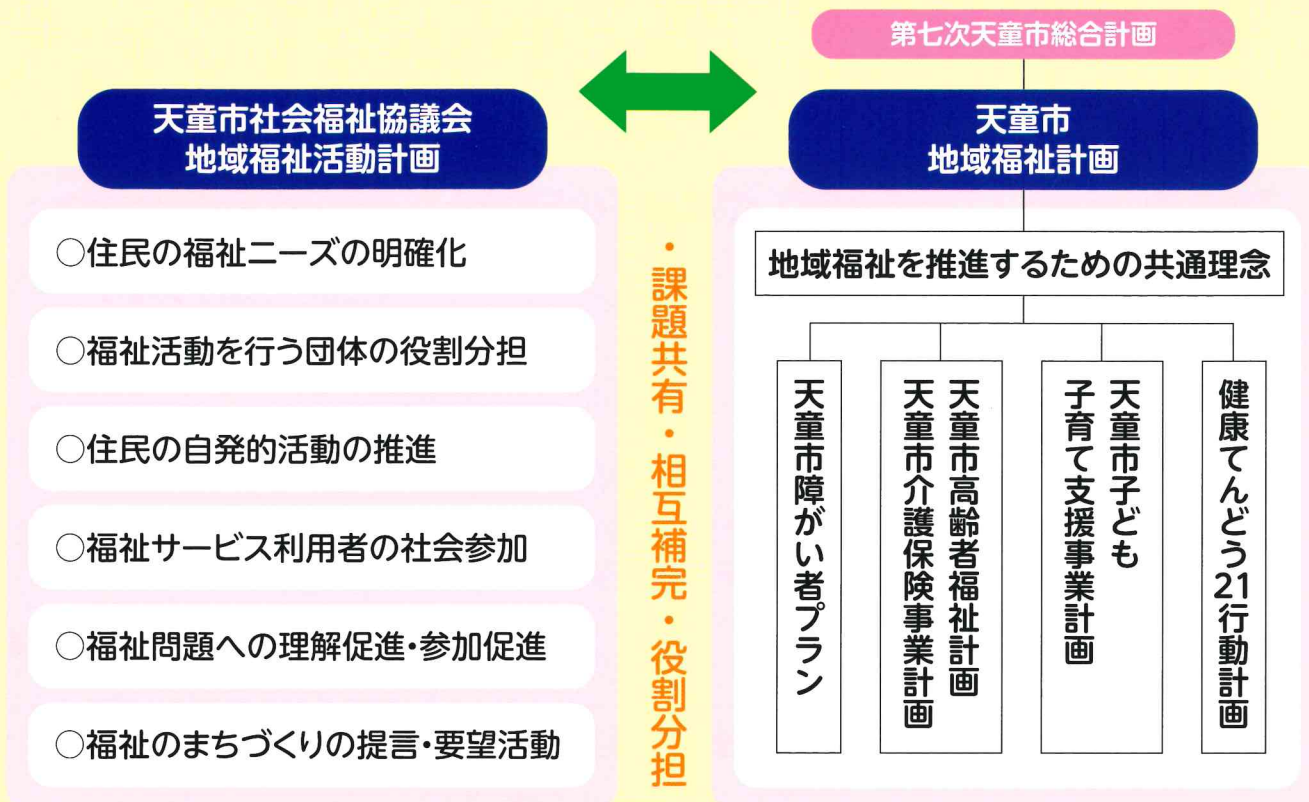 第七次天童市総合計画
天童市社会福祉協議会
地域福祉活動計画
○住民の福祉ニーズの明確化
○福祉活動を行う団体の役割分担
○住民の自発的活動の推進
○福祉サービス利用者の社会参加
○福祉問題への理解促進・参加促進
○福祉のまちづくりの提言・要望活動
・課題共有・相互補完・役割分担
天童市
地域福祉計画
地域福祉を推進するための共通理念
天童市障がい者プラン
天童市高齢者福祉計画
天童市介護保険事業計画
天童市子ども
子育て支援事業計画
健康てんどう21行動計画